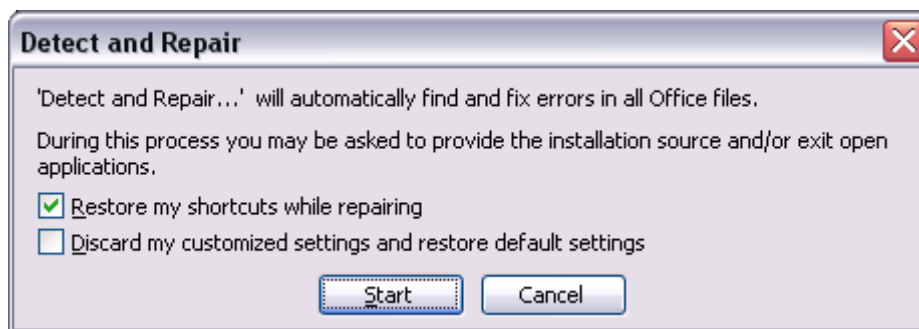 Detect and Repair
'Detect and Repair...' will automatically find and fix errors in all Office files.
During this process you may be asked to provide the installation source and/or exit open
applications.
Restore my shortcuts while repairing
Discard my customized settings and restore default settings
Start
Cancel